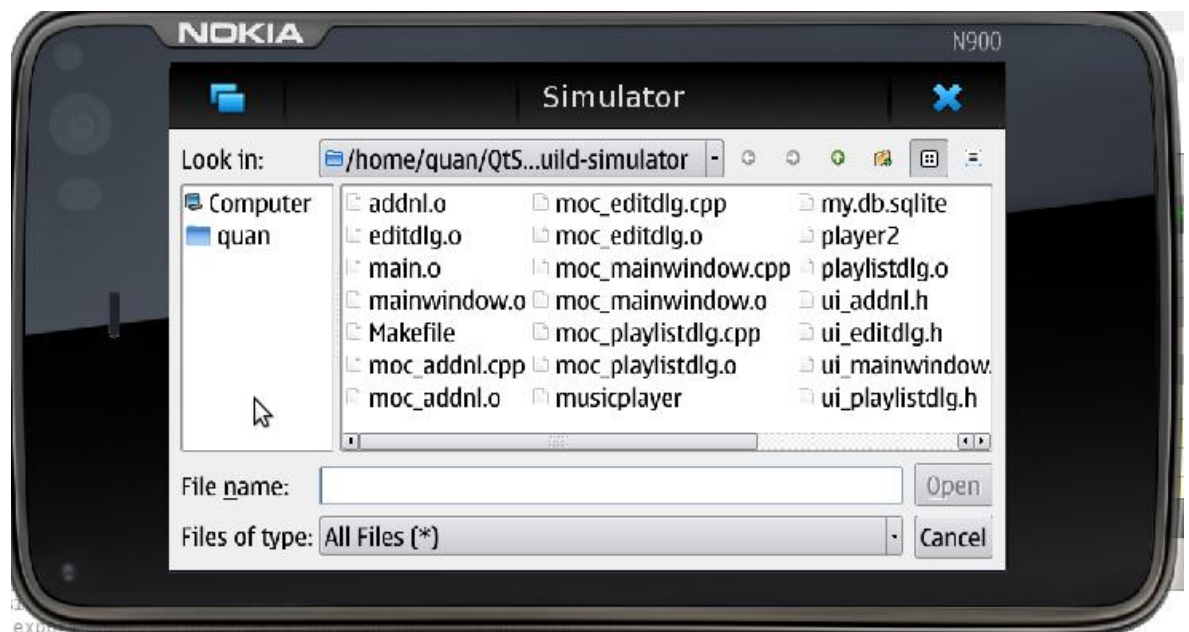 NOKIA
N900
Simulator
Look in: /home/quan/QtS...uild-simulator
Computer
quan
addnl.o moc_editdlg.cpp my.db.sqlite
editdlg.o moc_editdlg.o player2
main.o moc_mainwindow.cpp playlistdlg.o
mainwindow.o moc_mainwindow.o ui_addnl.h
Makefile moc_playlistdlg.cpp ui_editdlg.h
moc_addnl.cpp moc_playlistdlg.o ui_mainwindow.
moc_addnl.o musicplayer ui_playlistdlg.h
File name: Open
Files of type: All Files (*) Cancel